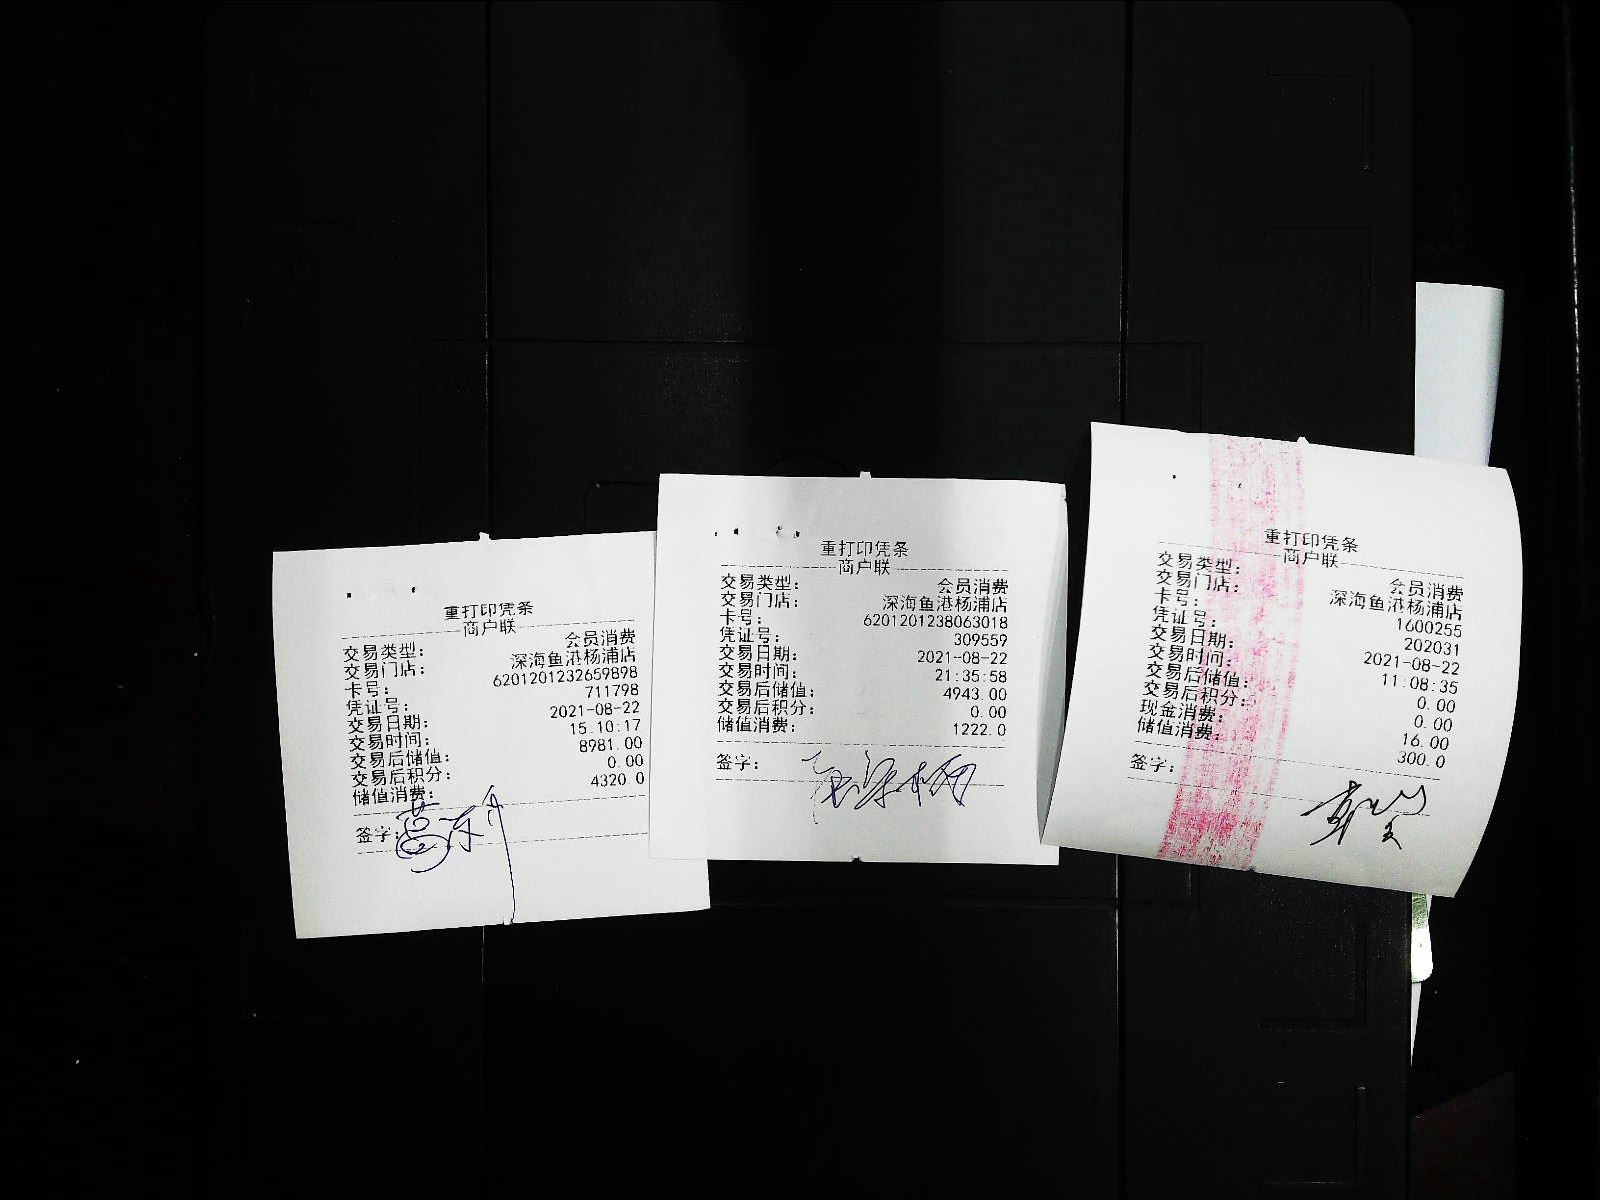 重打印凭条
商户联
交易类型: 会员消费
交易门店: 深海鱼港杨浦店
卡号: 6201201232659898
凭证号: 711798
交易日期: 2021-08-22
交易时间: 15:10:17
交易后储值: 8981.00
交易后积分: 0.00
储值消费: 4320.0
签字:
重打印凭条
商户联
交易类型: 会员消费
交易门店: 深海鱼港杨浦店
卡号: 6201201238063018
凭证号: 309559
交易日期: 2021-08-22
交易时间: 21:35:58
交易后储值: 4943.00
交易后积分: 0.00
储值消费: 1222.0
签字:
重打印凭条
商户联
交易类型: 会员消费
交易门店: 深海鱼港杨浦店
卡号: 1600255
凭证号: 202031
交易日期: 2021-08-22
交易时间: 11:08:35
交易后储值: 0.00
交易后积分: 0.00
现金消费: 16.00
储值消费: 300.0
签字: